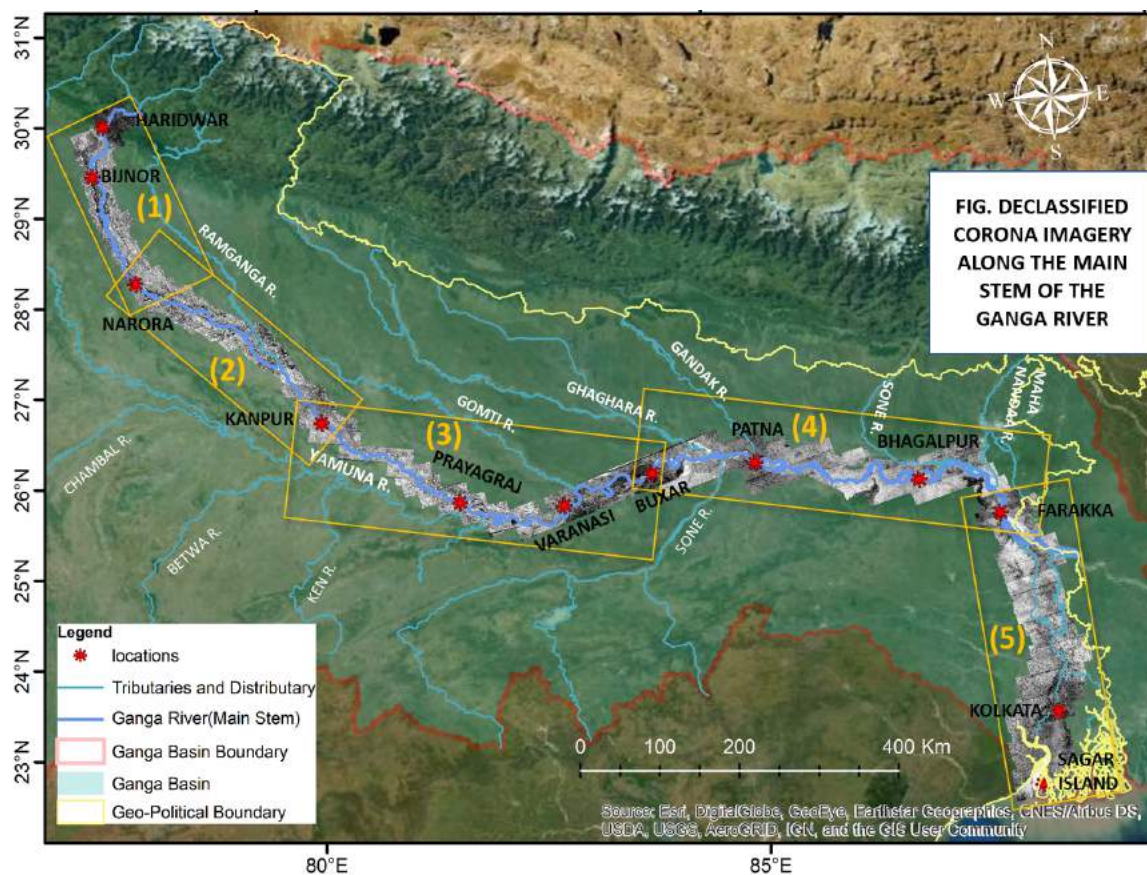 31°N
30°N
29°N
28°N
27°N
26°N
25°N
24°N
23°N
80°E
85°E
N
W
E
S
FIG. DECLASSIFIED
CORONA IMAGERY
ALONG THE MAIN
STEM OF THE
GANGA RIVER
HARIDWAR
BIJNOR
(1)
RAMGANGA R.
NARORA
(2)
KANPUR
(3)
GOMTI R.
GHAGHARA R.
GANDAK R.
PATNA
(4)
SONE R.
BHAGALPUR
MAHA
CHAMBAL R.
YAMUNA R.
PRAYAGRAJ
VARANASI
BUXAR
SONE R.
FARAKKA
BETWA R.
KEN R.
(5)
KOLKATA
SAGAR
ISLAND
Legend
locations
Tributaries and Distributary
Ganga River(Main Stem)
Ganga Basin Boundary
Ganga Basin
Geo-Political Boundary
0 100 200 400 Km
Source: Esri, DigitalGlobe, GeoEye, Earthstar Geographics, CNES/Airbus DS,
USDA, USGS, AeroGRID, IGN, and the GIS User Community